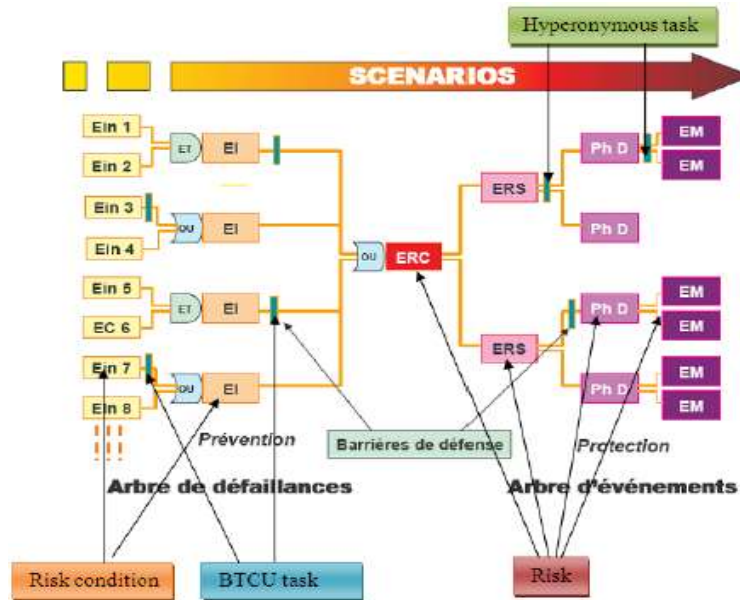 Hyperonymous task
SCENARIOS
Ein 1
Ein 2
ET
EI
Ein 3
Ein 4
OU
EI
Ein 5
EC 6
ET
EI
Ein 7
Ein 8
OU
EI
OU
ERC
ERS
ERS
Ph D
Ph D
Ph D
Ph D
EM
EM
EM
EM
EM
EM
Prévention
Barrières de défense
Protection
Arbre de défaillances
Arbre d'événements
Risk condition
BTCU task
Risk